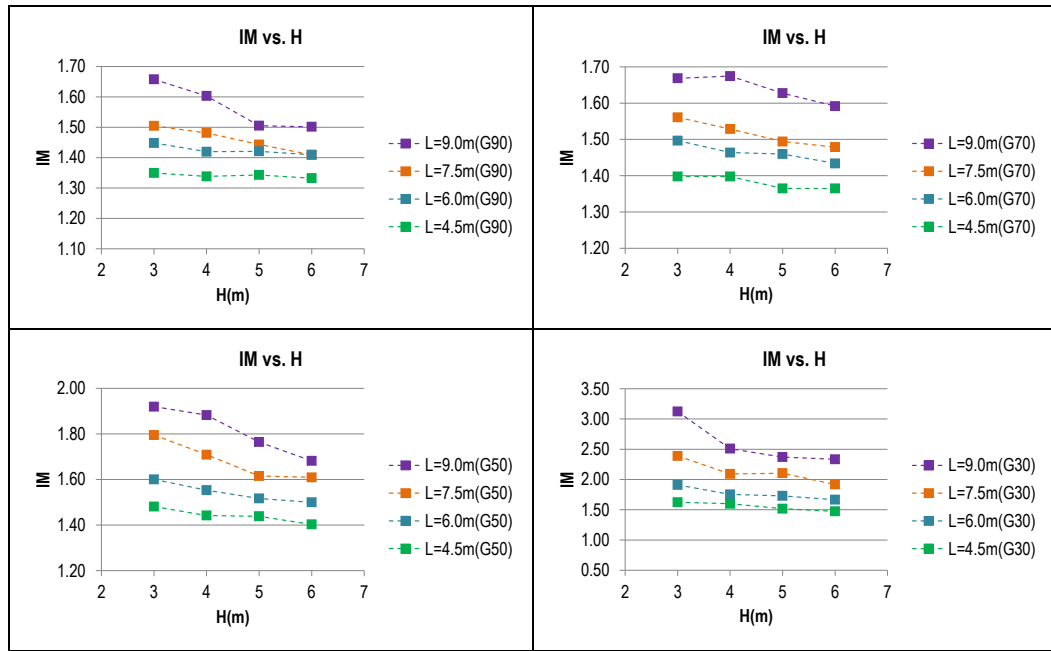 IM vs. H
1.70
1.60
1.50
1.40
1.30
1.20
1.10
IM
2 3 4 5 6 7
H(m)
L=9.0m(G90)
L=7.5m(G90)
L=6.0m(G90)
L=4.5m(G90)
IM vs. H
1.70
1.60
1.50
1.40
1.30
1.20
IM
2 3 4 5 6 7
H(m)
L=9.0m(G70)
L=7.5m(G70)
L=6.0m(G70)
L=4.5m(G70)
IM vs. H
2.00
1.80
1.60
1.40
1.20
IM
2 3 4 5 6 7
H(m)
L=9.0m(G50)
L=7.5m(G50)
L=6.0m(G50)
L=4.5m(G50)
IM vs. H
3.50
3.00
2.50
2.00
1.50
1.00
0.50
IM
2 3 4 5 6 7
H(m)
L=9.0m(G30)
L=7.5m(G30)
L=6.0m(G30)
L=4.5m(G30)